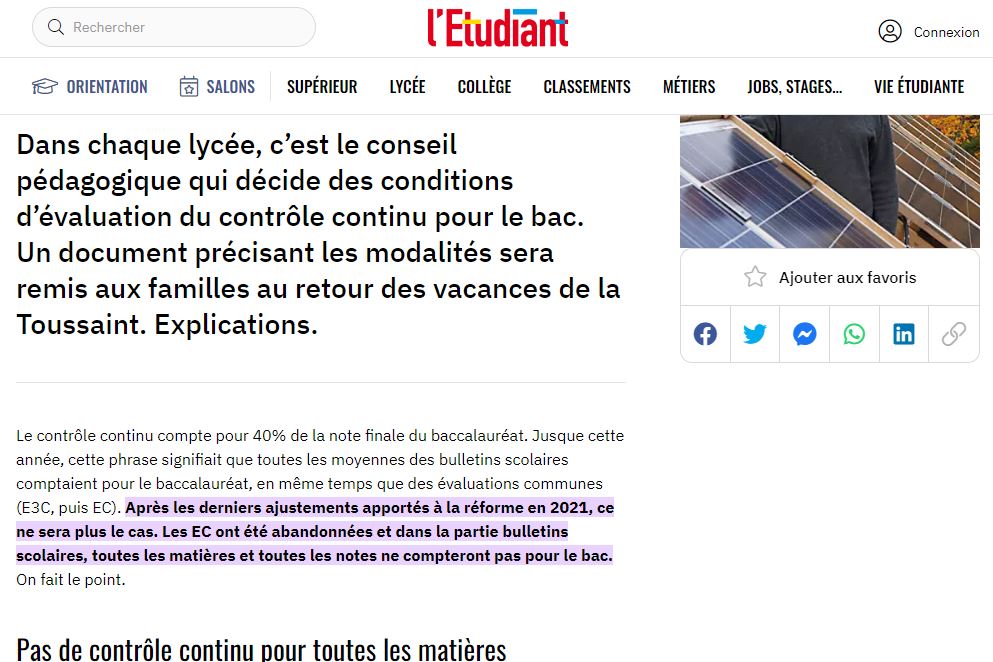 Rechercher
l'Etudiant
Connexion
ORIENTATION
SALONS
SUPÉRIEUR
LYCÉE
COLLÈGE
CLASSEMENTS
MÉTIERS
JOBS, STAGES...
VIE ÉTUDIANTE
Dans chaque lycée, c’est le conseil
pédagogique qui décide des conditions
d’évaluation du contrôle continu pour le bac.
Un document précisant les modalités sera
remis aux familles au retour des vacances de la
Toussaint. Explications.
Ajouter aux favoris
Le contrôle continu compte pour 40% de la note finale du baccalauréat. Jusque cette
année, cette phrase signifiait que toutes les moyennes des bulletins scolaires
comptaient pour le baccalauréat, en même temps que des évaluations communes
(E3C, puis EC). Après les derniers ajustements apportés à la réforme en 2021, ce
ne sera plus le cas. Les EC ont été abandonnées et dans la partie bulletins
scolaires, toutes les matières et toutes les notes ne compteront pas pour le bac.
On fait le point.
Pas de contrôle continu pour toutes les matières